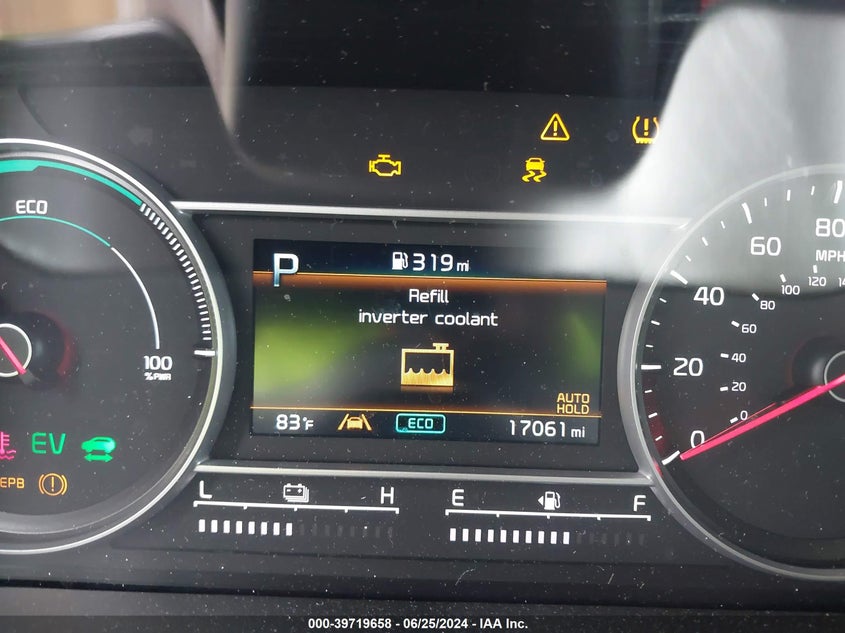 ECO
100
%PWR
EV
EPB
P
319 mi
Refill
inverter coolant
AUTO
HOLD
83°F
ECO
17061 mi
L H
E F
0 20 40 60 80
MPH
0 20 40 60 80 100 120
000-39719658 - 06/25/2024 - IAA Inc.